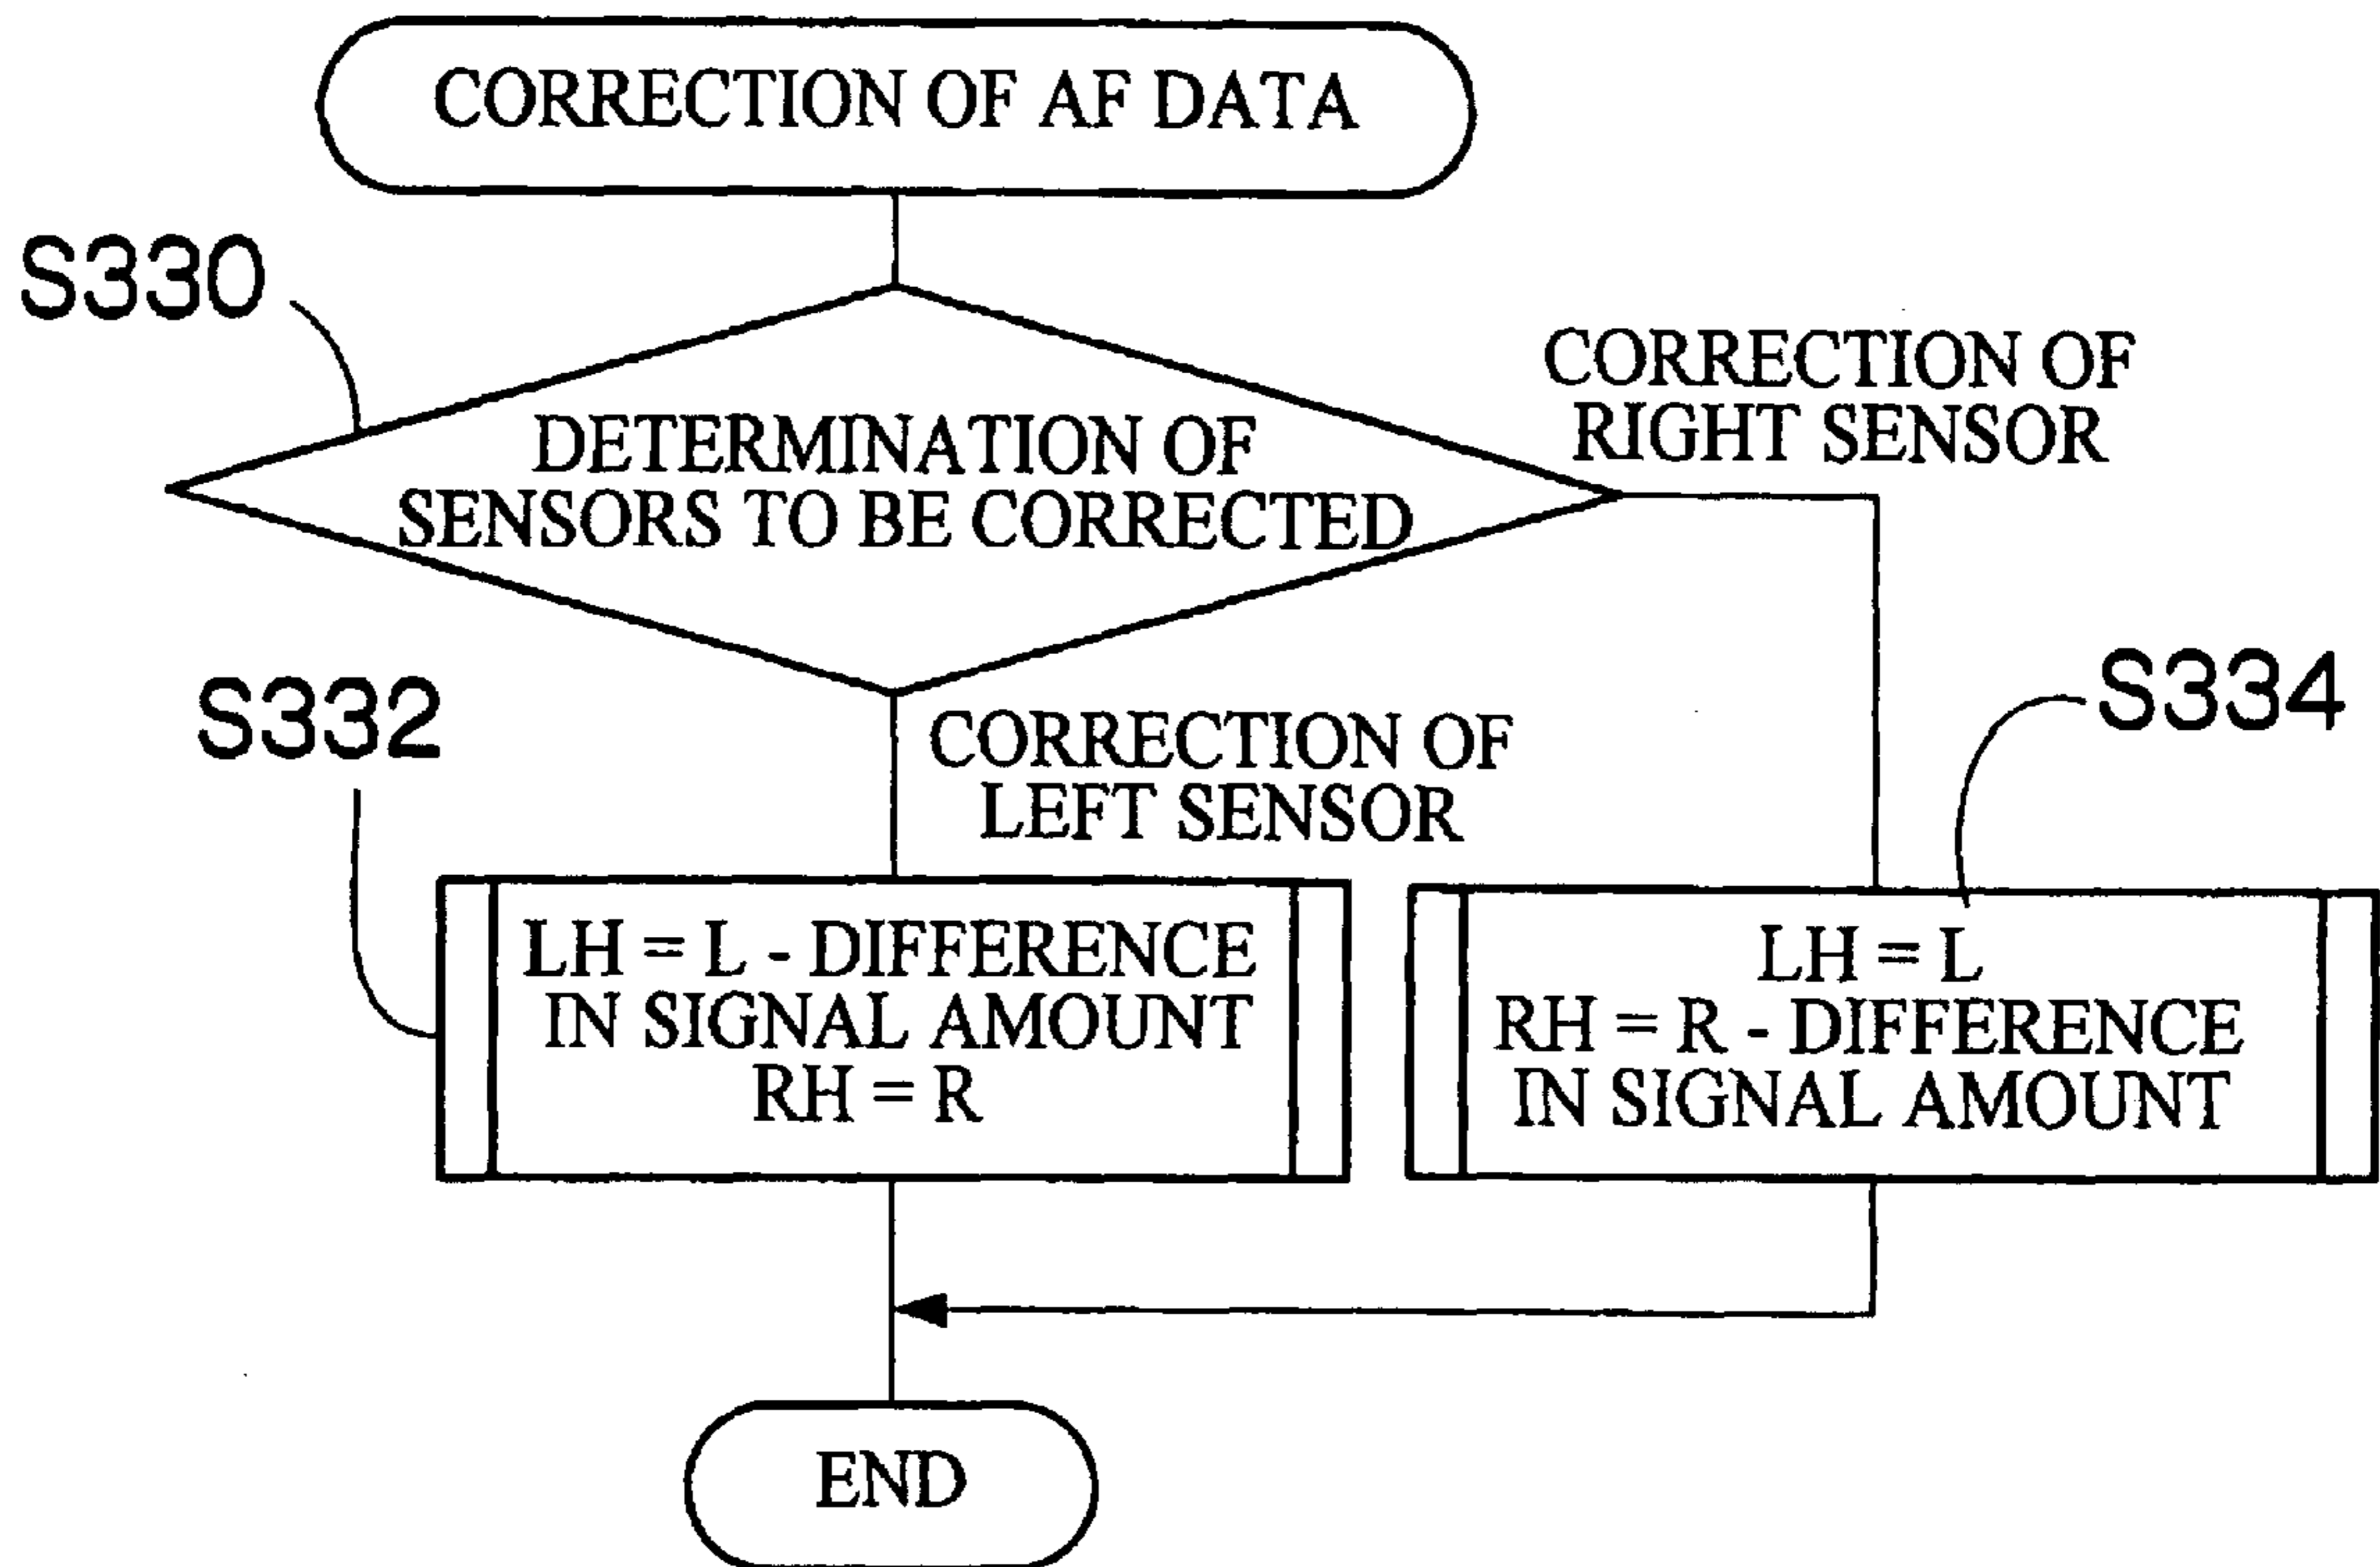 CORRECTION OF AF DATA
S330
DETERMINATION OF
SENSORS TO BE CORRECTED
CORRECTION OF
RIGHT SENSOR
S332
CORRECTION OF
LEFT SENSOR
S334
LH = L - DIFFERENCE
IN SIGNAL AMOUNT
RH = R
LH = L
RH = R - DIFFERENCE
IN SIGNAL AMOUNT
END